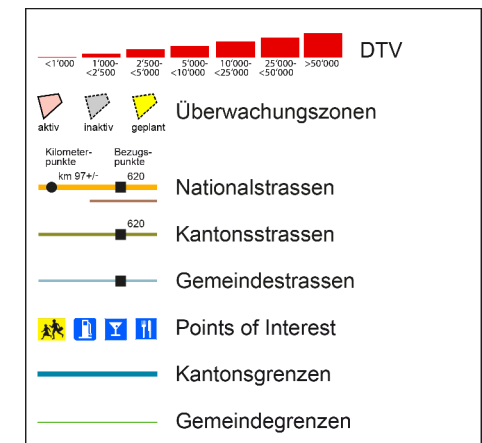 DTV
<1'000 1'000- 2'500- 5'000- 10'000- 25'000- >50'000
<2'500 <5'000 <10'000 <25'000 <50'000
Überwachungszonen
aktiv inaktiv geplant
Kilometer- Bezugs-
punkte punkte
km 97+/- 620
Nationalstrassen
620
Kantonsstrassen
Gemeindestrassen
Points of Interest
Kantonsgrenzen
Gemeindegrenzen